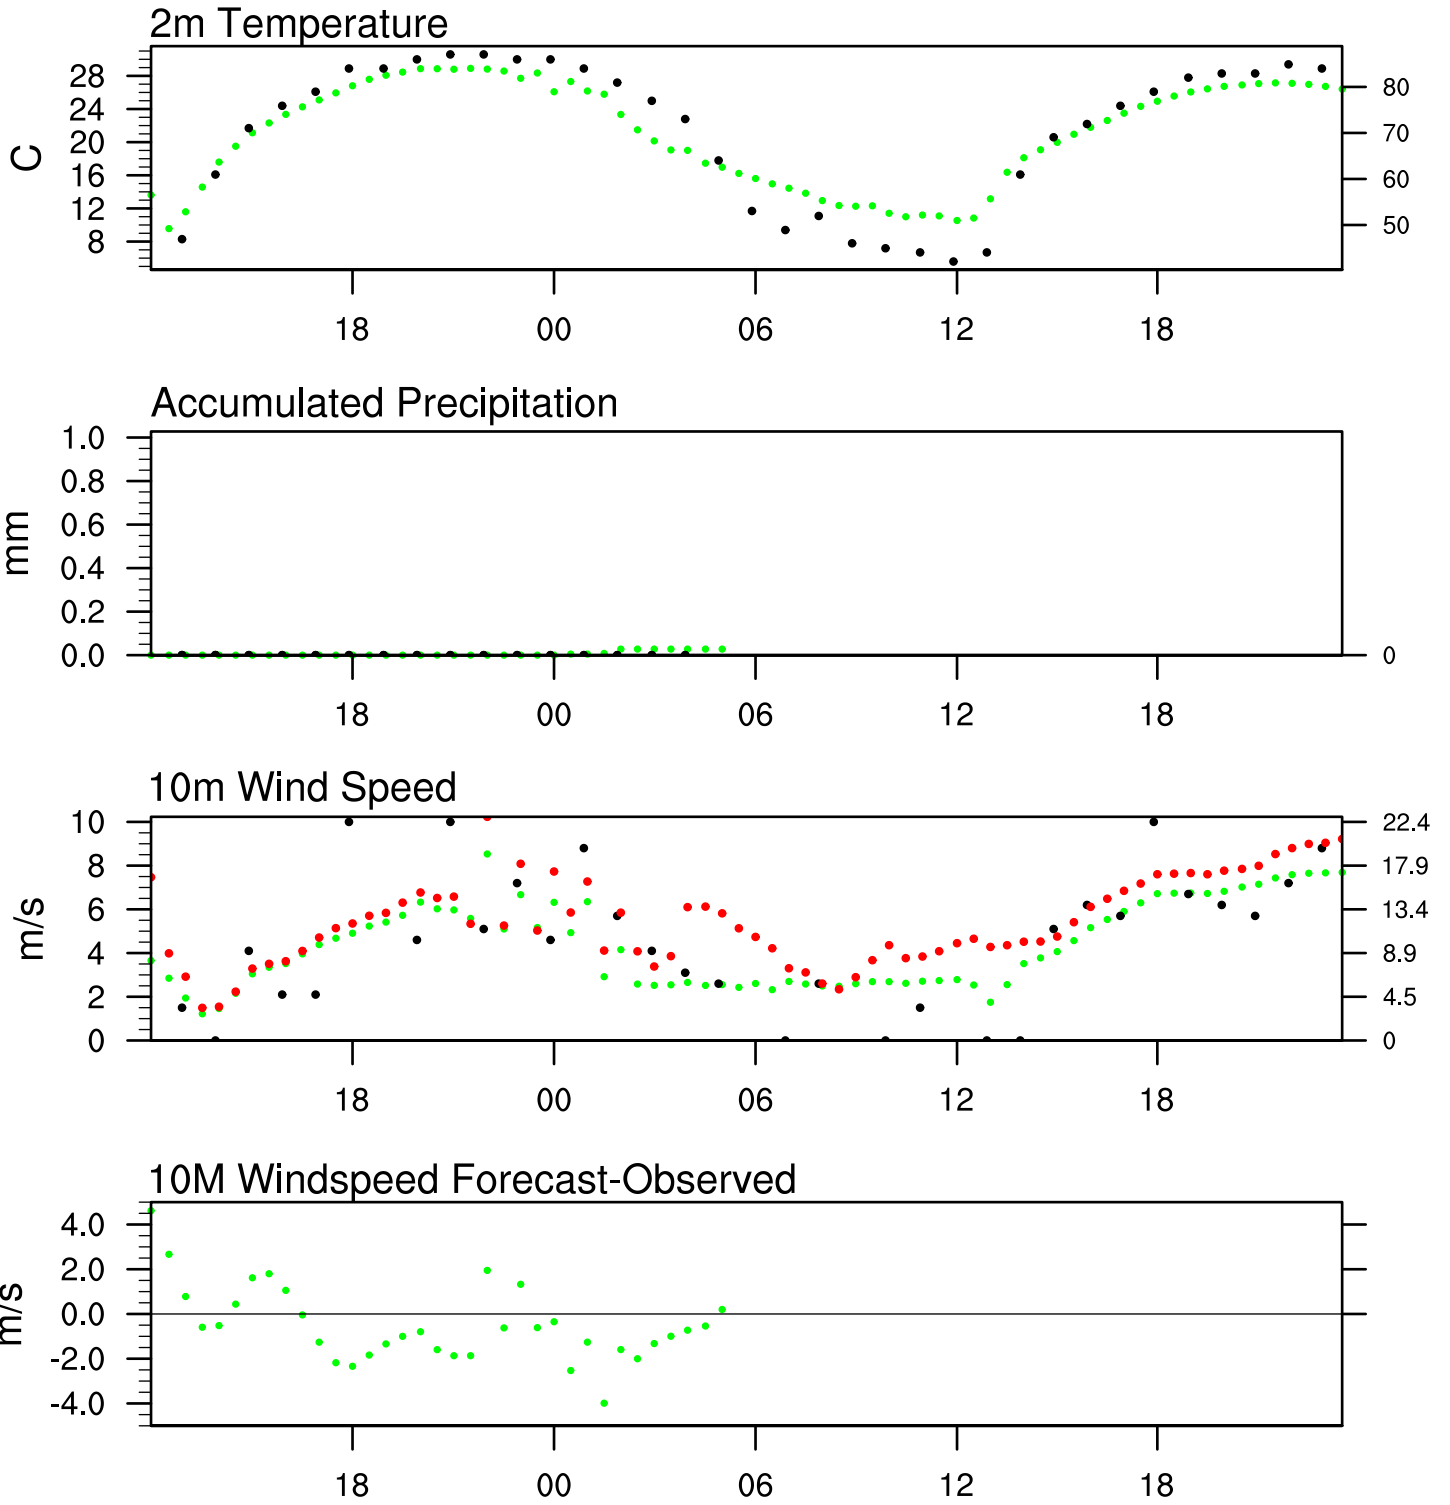 2m Temperature
28
24
20
16
12
8
C
80
70
60
50
18 00 06 12 18
Accumulated Precipitation
1.0
0.8
0.6
0.4
0.2
0.0
mm
0
18 00 06 12 18
10m Wind Speed
10
8
6
4
2
0
m/s
22.4
17.9
13.4
8.9
4.5
0
18 00 06 12 18
10M Windspeed Forecast-Observed
4.0
2.0
0.0
-2.0
-4.0
m/s
18 00 06 12 18